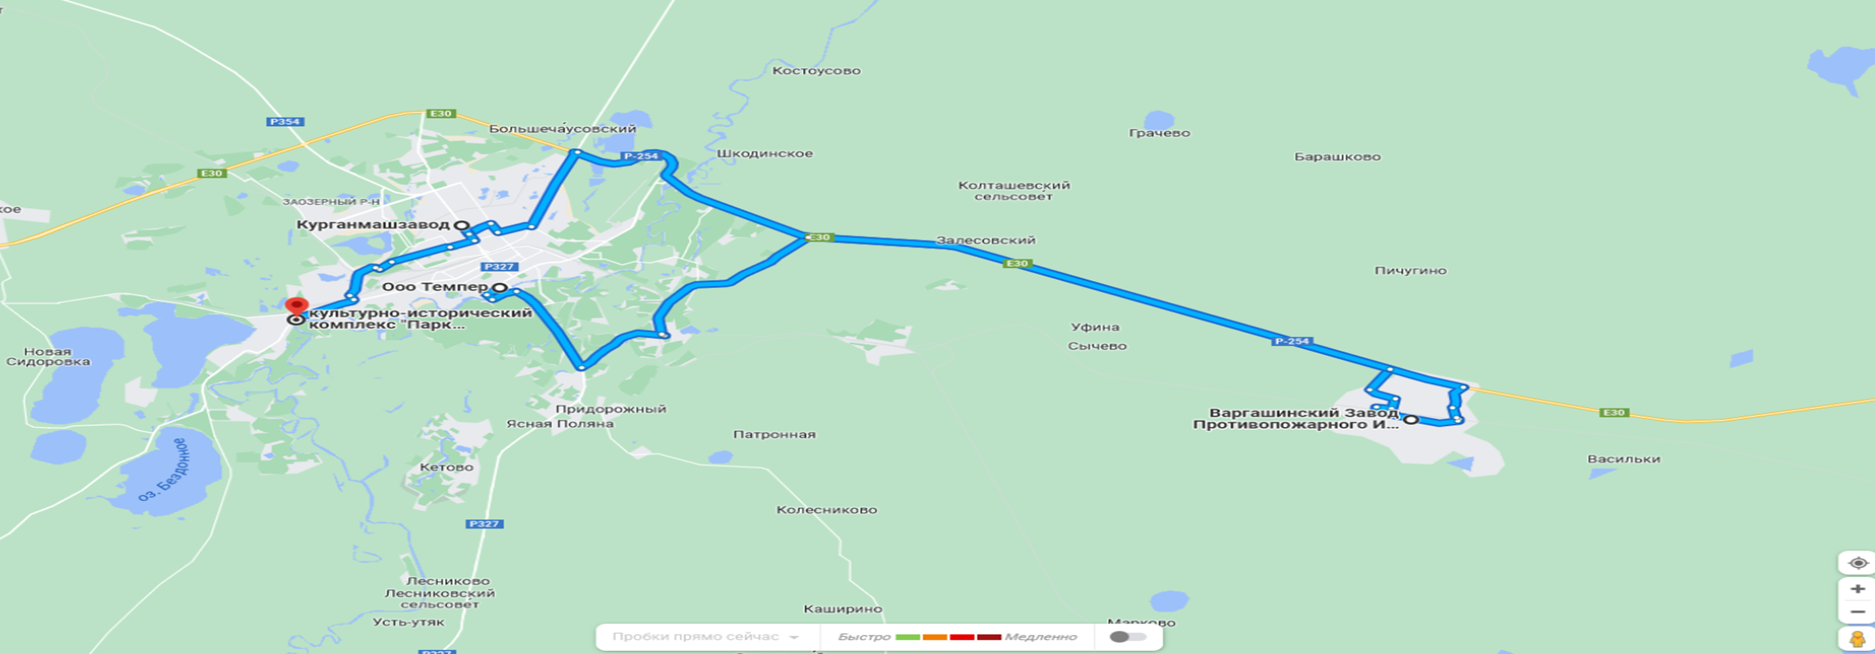 Костоусово
Р354
Е30
Большечаусовский
Грачево
Р-254
Шкодинское
Барашково
Е30
Колташевский
сельсовет
ЗАОЗЕРНЫЙ Р-Н
кое
Курганмашзавод
Е30
Залесовский
Р327
Е30
Пичугино
Ооо Темпер
культурно-исторический
комплекс "Парк...
Уфина
Р-254
Сычево
Новая
Сидоровка
Придорожный
Варгашинский Завод
Противопожарного И...
Е30
Ясная Поляна
Патронная
Кетово
оз. Бездонное
Васильки
Колесниково
Р327
Лесниково
Лесниковский
сельсовет
Каширино
Усть-утяк
Марково
Пробки прямо сейчас
Быстро
Медленно
Р327